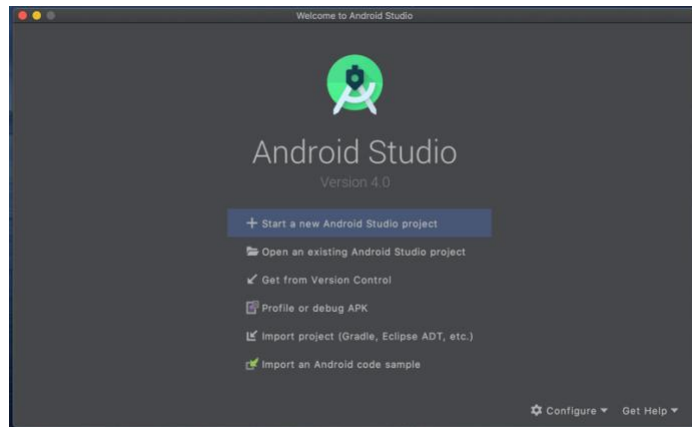 Welcome to Android Studio
Android Studio
Version 4.0
Start a new Android Studio project
Open an existing Android Studio project
Get from Version Control
Profile or debug APK
Import project (Gradle, Eclipse ADT, etc.)
Import an Android code sample
Configure Get Help